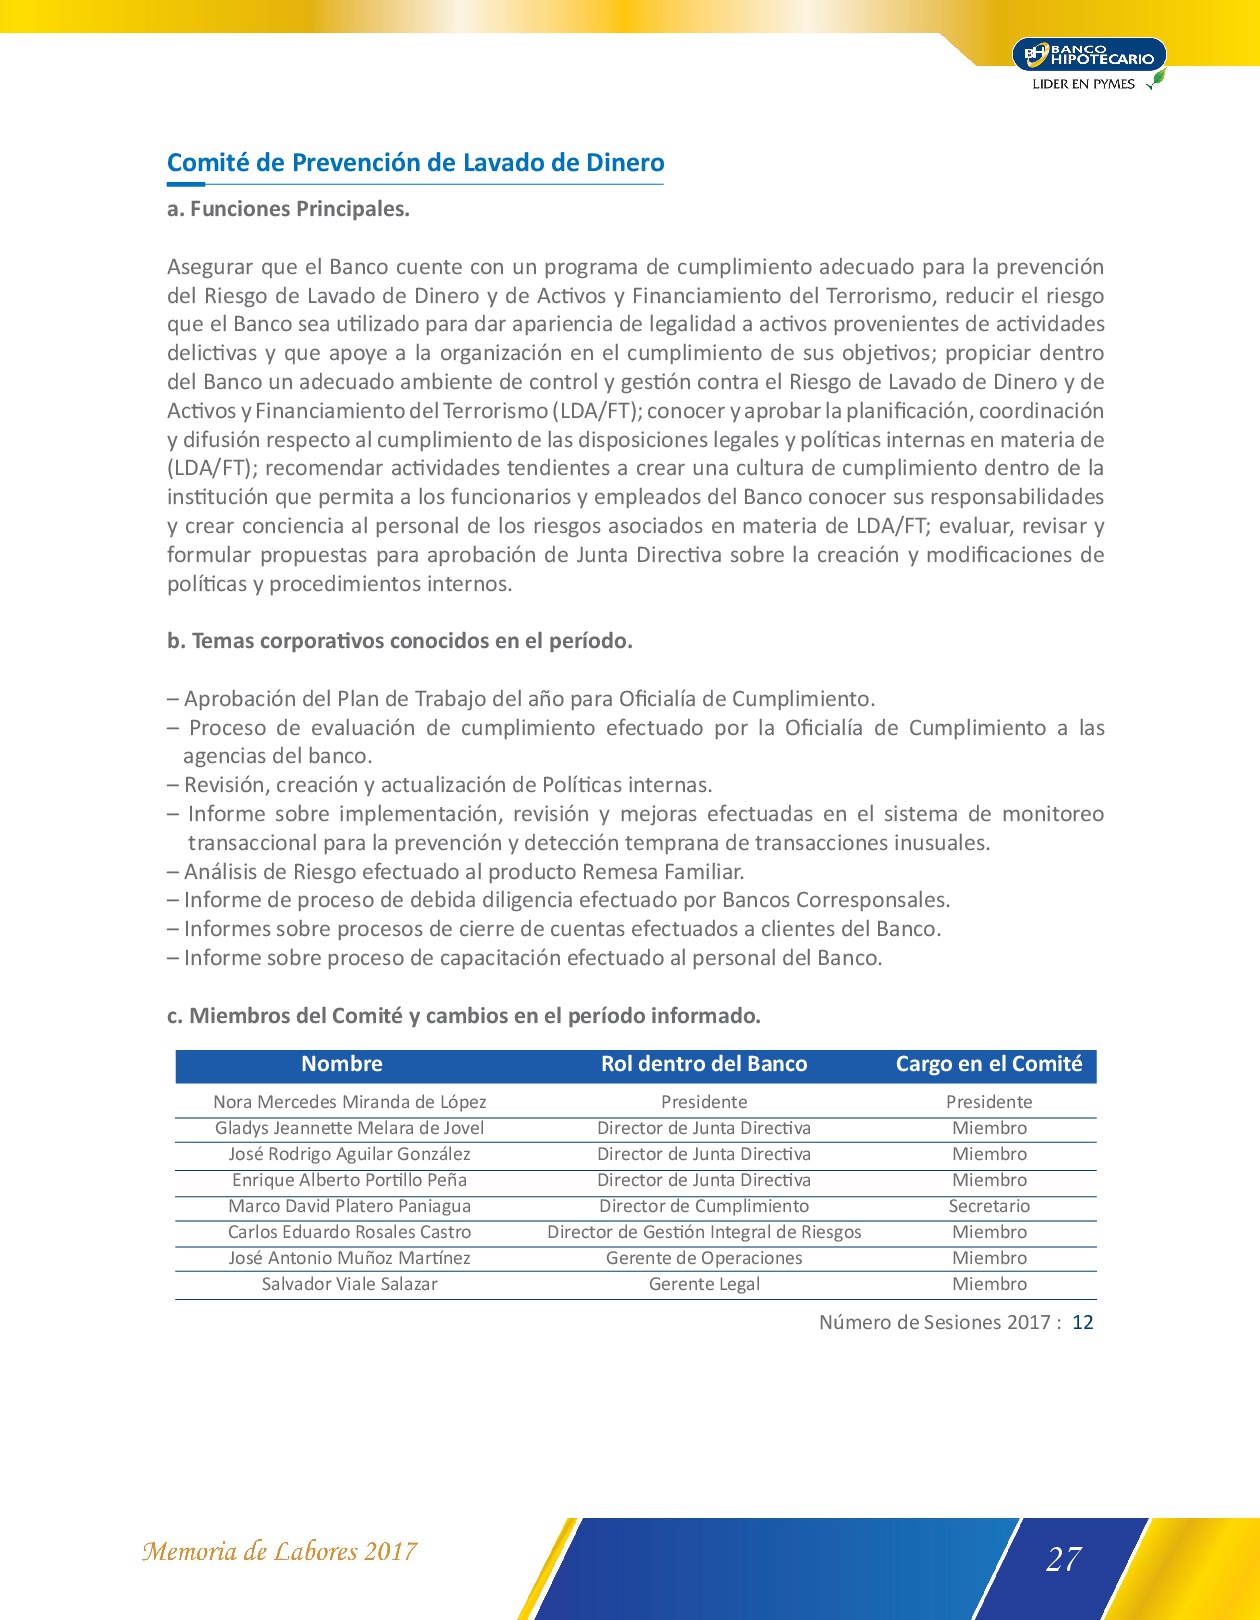 BH BANCO
HIPOTECARIO
LIDER EN PYMES
Comité de Prevención de Lavado de Dinero
a. Funciones Principales.
Asegurar que el Banco cuente con un programa de cumplimiento adecuado para la prevención
del Riesgo de Lavado de Dinero y de Activos y Financiamiento del Terrorismo, reducir el riesgo
que el Banco sea utilizado para dar apariencia de legalidad a activos provenientes de actividades
delictivas y que apoye a la organización en el cumplimiento de sus objetivos; propiciar dentro
del Banco un adecuado ambiente de control y gestión contra el Riesgo de Lavado de Dinero y de
Activos y Financiamiento del Terrorismo (LDA/FT); conocer y aprobar la planificación, coordinación
y difusión respecto al cumplimiento de las disposiciones legales y políticas internas en materia de
(LDA/FT); recomendar actividades tendientes a crear una cultura de cumplimiento dentro de la
institución que permita a los funcionarios y empleados del Banco conocer sus responsabilidades
y crear conciencia al personal de los riesgos asociados en materia de LDA/FT; evaluar, revisar y
formular propuestas para aprobación de Junta Directiva sobre la creación y modificaciones de
políticas y procedimientos internos.
b. Temas corporativos conocidos en el período.
– Aprobación del Plan de Trabajo del año para Oficialía de Cumplimiento.
– Proceso de evaluación de cumplimiento efectuado por la Oficialía de Cumplimiento a las
agencias del banco.
– Revisión, creación y actualización de Políticas internas.
– Informe sobre implementación, revisión y mejoras efectuadas en el sistema de monitoreo
transaccional para la prevención y detección temprana de transacciones inusuales.
– Análisis de Riesgo efectuado al producto Remesa Familiar.
– Informe de proceso de debida diligencia efectuado por Bancos Corresponsales.
– Informes sobre procesos de cierre de cuentas efectuados a clientes del Banco.
– Informe sobre proceso de capacitación efectuado al personal del Banco.
c. Miembros del Comité y cambios en el período informado.
Nombre Rol dentro del Banco Cargo en el Comité
Nora Mercedes Miranda de López Presidente Presidente
Gladys Jeannette Melara de Jovel Director de Junta Directiva Miembro
José Rodrigo Aguilar González Director de Junta Directiva Miembro
Enrique Alberto Portillo Peña Director de Junta Directiva Miembro
Marco David Platero Paniagua Director de Cumplimiento Secretario
Carlos Eduardo Rosales Castro Director de Gestión Integral de Riesgos Miembro
José Antonio Muñoz Martínez Gerente de Operaciones Miembro
Salvador Viale Salazar Gerente Legal Miembro
Número de Sesiones 2017 : 12
Memoria de Labores 2017
27